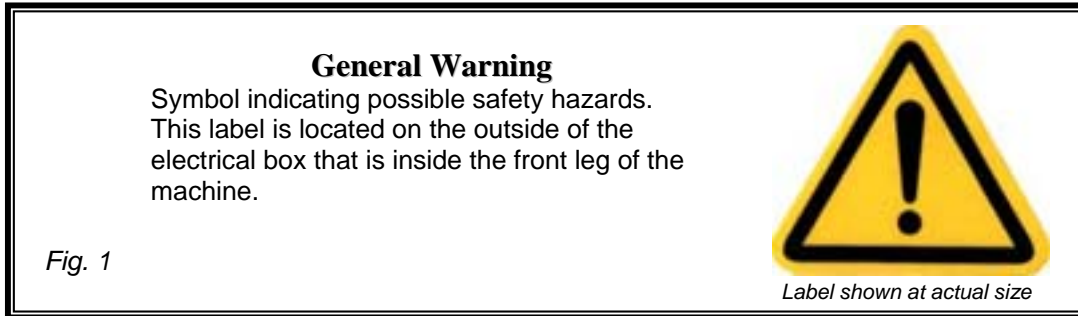 General Warning
Symbol indicating possible safety hazards.
This label is located on the outside of the
electrical box that is inside the front leg of the
machine.
Fig. 1
Label shown at actual size